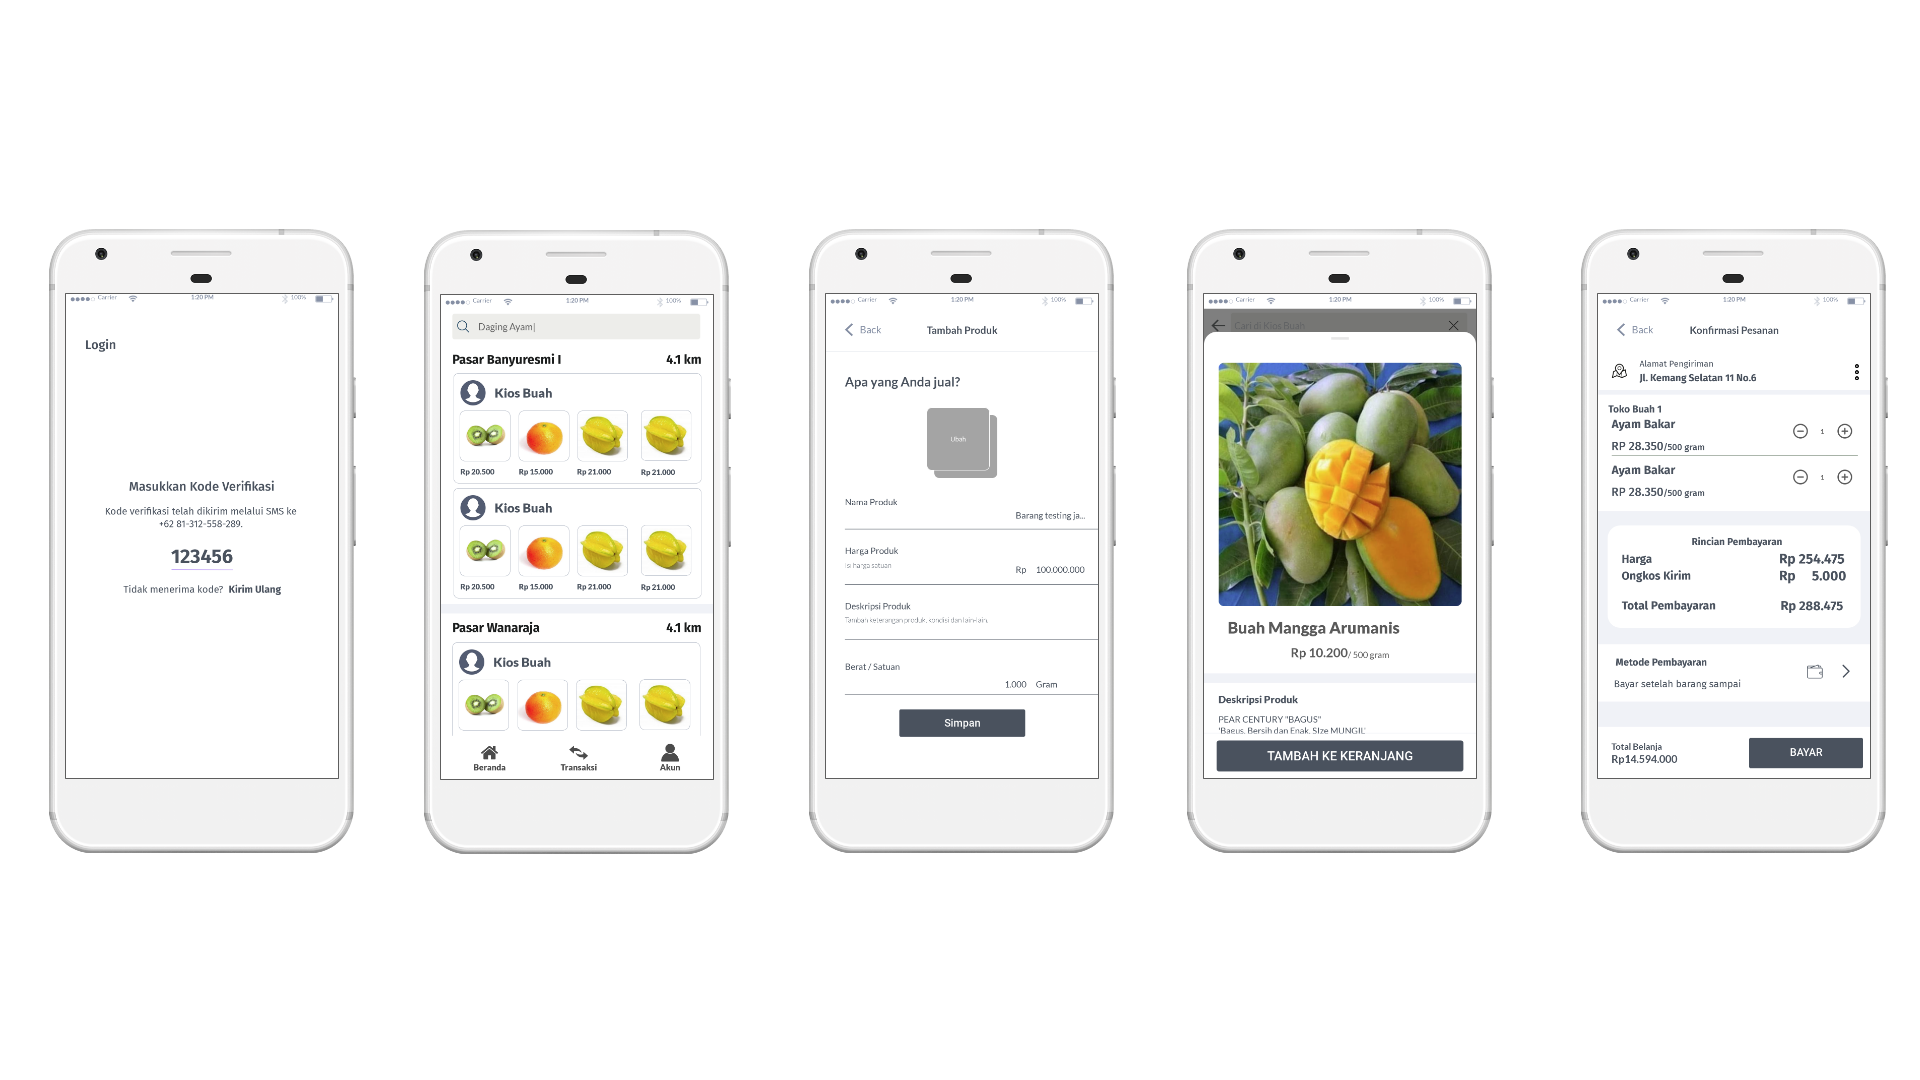 Carrier 1:20 PM 100%
Login
Masukkan Kode Verifikasi
Kode verifikasi telah dikirim melalui SMS ke
+62 81-312-558-289.
123456
Tidak menerima kode? Kirim Ulang
Carrier 1:20 PM 100%
Daging Ayam|
Pasar Banyuresmi I 4.1 km
Kios Buah
Rp 20.500 Rp 15.000 Rp 21.000 Rp 21.000
Kios Buah
Rp 20.500 Rp 15.000 Rp 21.000 Rp 21.000
Pasar Wanaraja 4.1 km
Kios Buah
Beranda Transaksi Akun
Carrier 1:20 PM 100%
Back Tambah Produk
Apa yang Anda jual?
Ubah
Nama Produk
Barang testing ja...
Harga Produk
Isi harga satuan
Rp 100.000.000
Deskripsi Produk
Tambah keterangan produk, kondisi dan lain-lain.
Berat / Satuan
1.000 Gram
Simpan
Carrier 1:20 PM 100%
Cari di Kios Buah
Buah Mangga Arumanis
Rp 10.200/ 500 gram
Deskripsi Produk
PEAR CENTURY "BAGUS"
'Bagus, Bersih dan Enak, SIze MUNGIL'
TAMBAH KE KERANJANG
Carrier 1:20 PM 100%
Back Konfirmasi Pesanan
Alamat Pengiriman
Jl. Kemang Selatan 11 No.6
Toko Buah 1
Ayam Bakar
1
RP 28.350/500 gram
Ayam Bakar
1
RP 28.350/500 gram
Rincian Pembayaran
Harga Rp 254.475
Ongkos Kirim Rp 5.000
Total Pembayaran Rp 288.475
Metode Pembayaran
Bayar setelah barang sampai
Total Belanja
Rp14.594.000
BAYAR